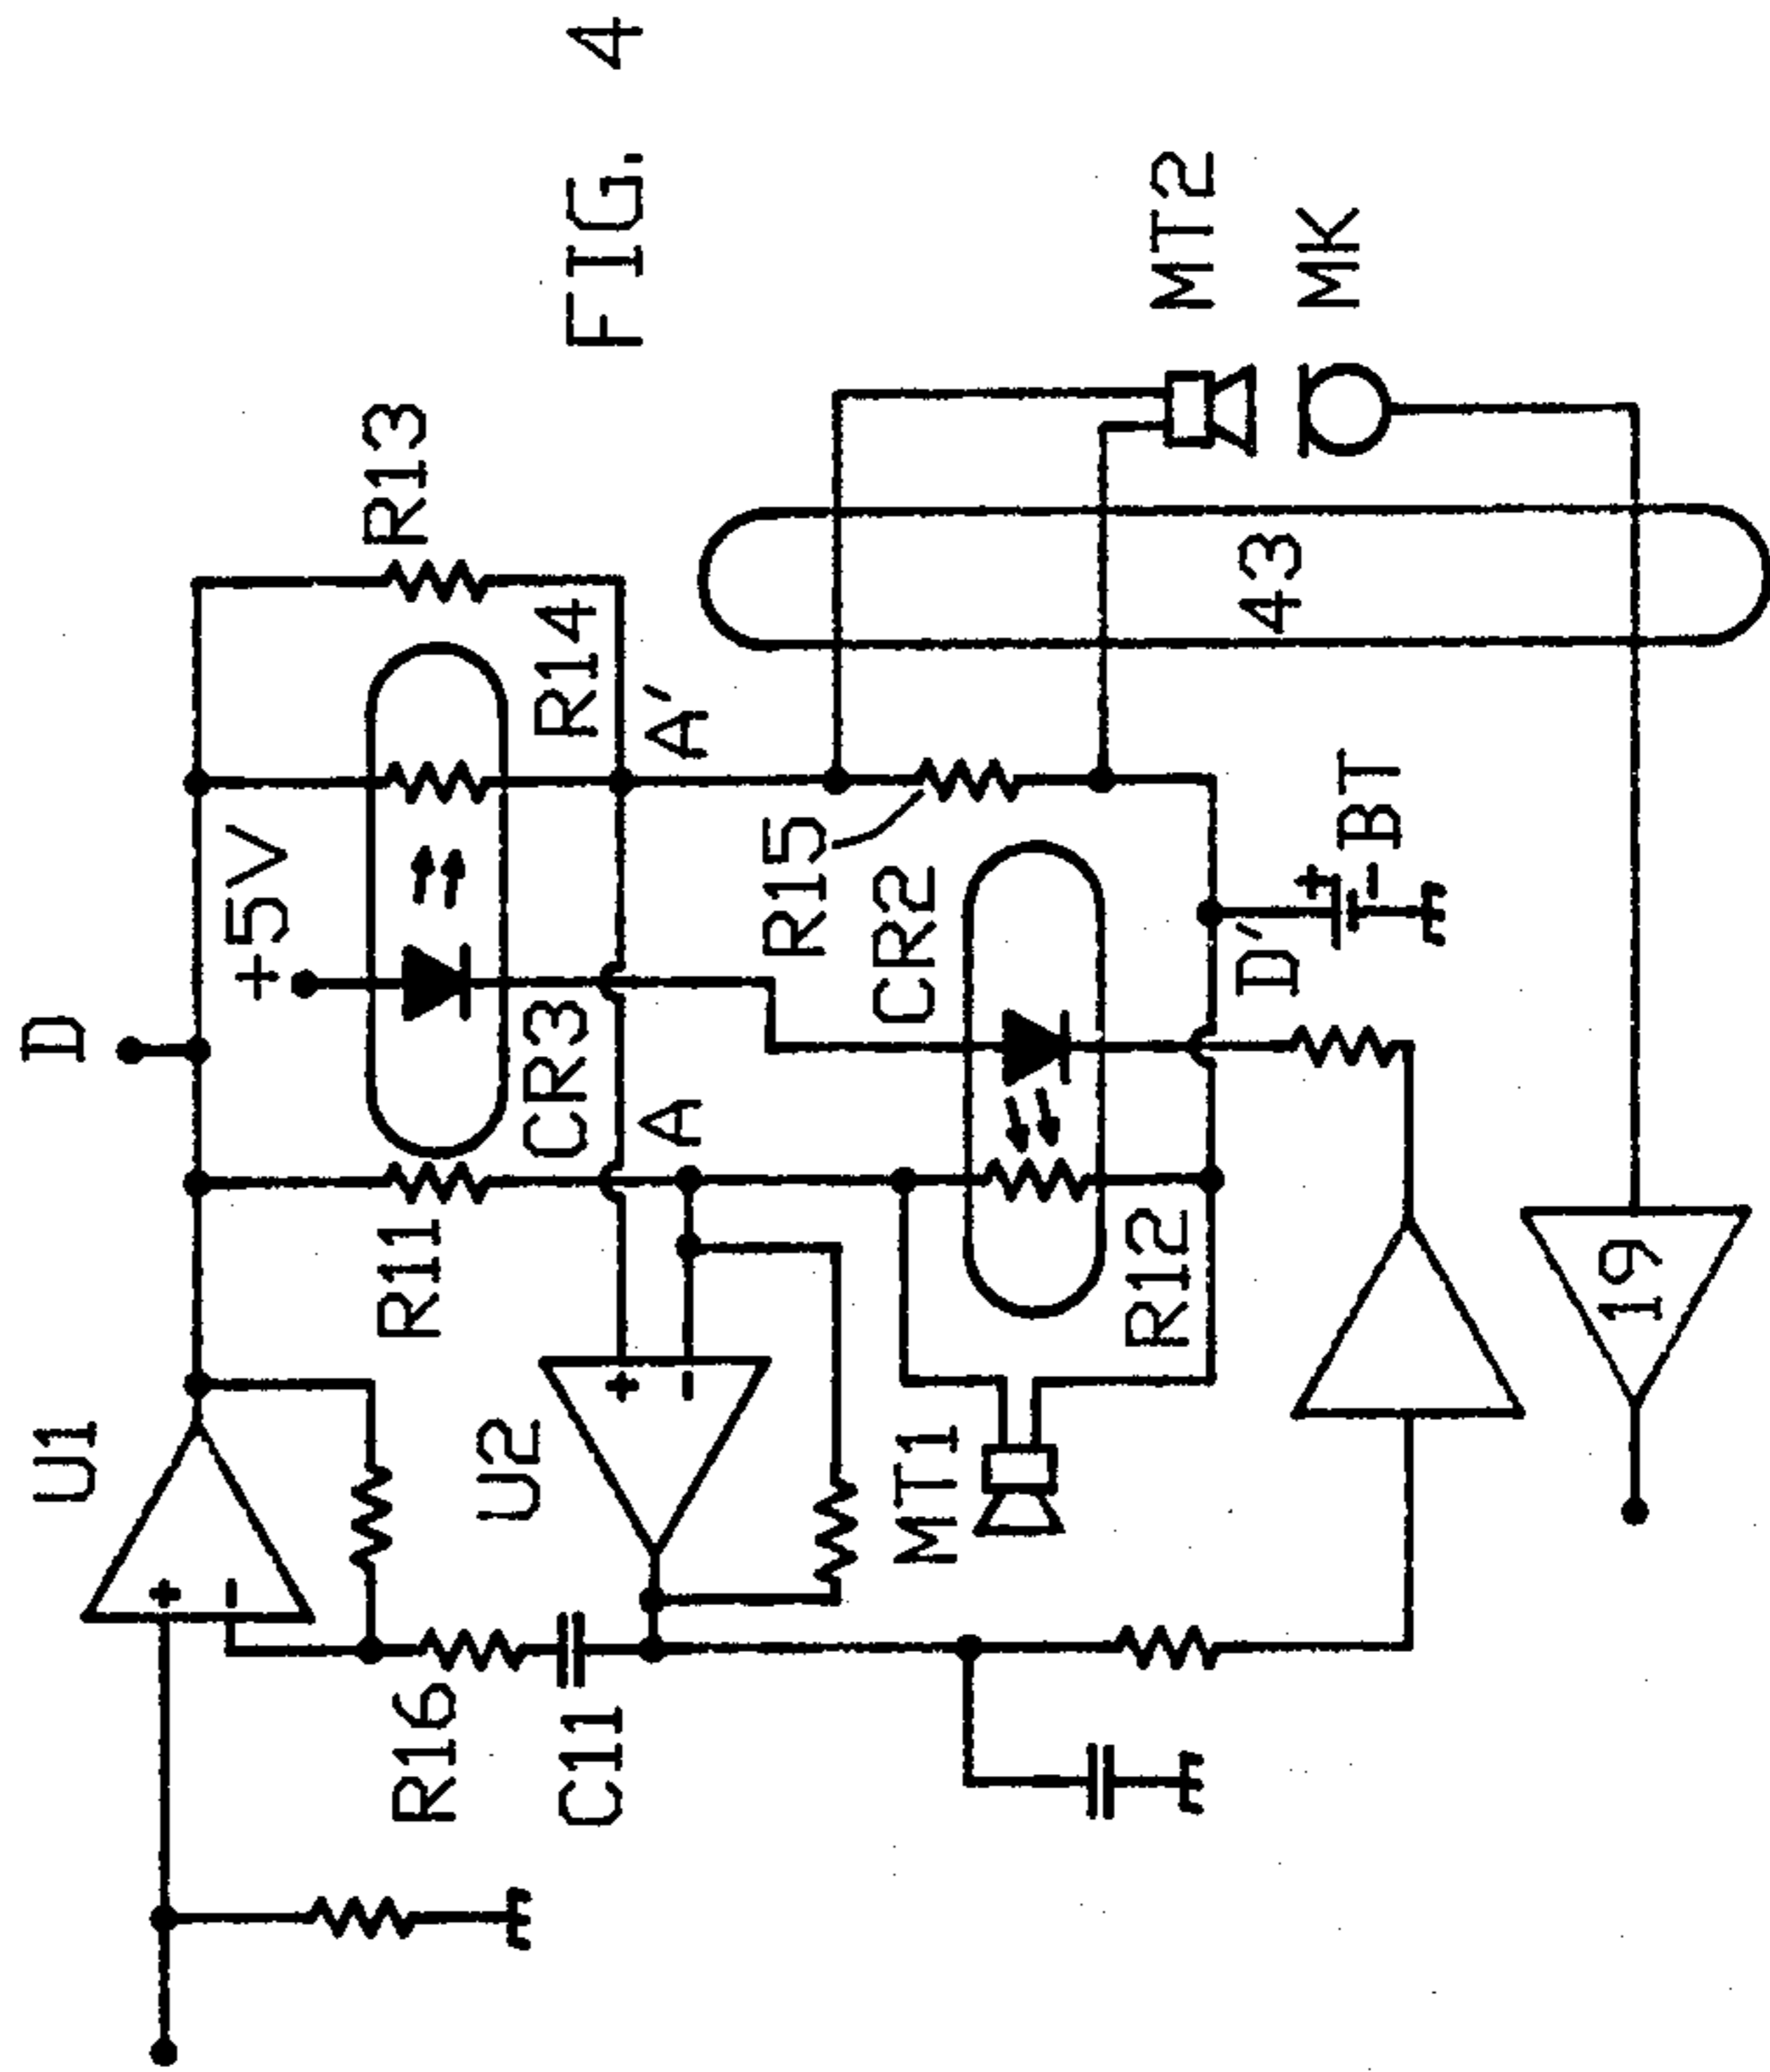 FIG. 4
D
U1
+
-
+5V
R13
R14
R11
CR3
A'
A
U2
+
-
R16
C11
R15
CR2
MT1
R12
D'
+
-
BT
43
MT2
MK
19